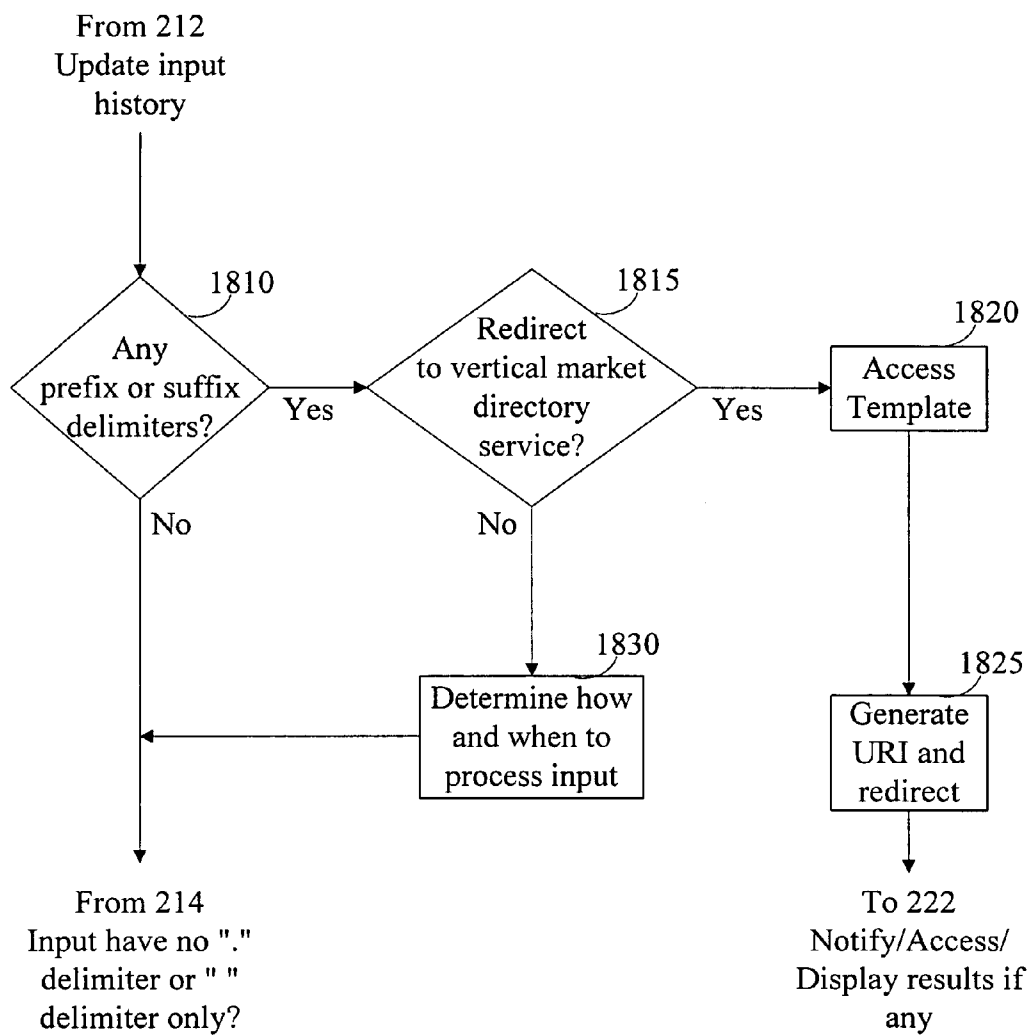 From 212
Update input
history
1810
Any
prefix or suffix
delimiters?
Yes
No
1815
Redirect
to vertical market
directory
service?
Yes
No
1820
Access
Template
1830
Determine how
and when to
process input
1825
Generate
URI and
redirect
From 214
Input have no "."
delimiter or " "
delimiter only?
To 222
Notify/Access/
Display results if
any